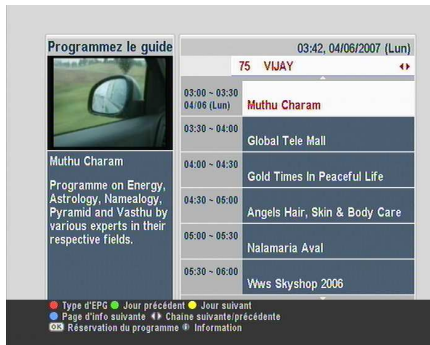 Programmez le guide
03:42, 04/06/2007 (Lun)
75 VIJAY
03:00 ~ 03:30
04/06 (Lun)
Muthu Charam
03:30 ~ 04:00
Global Tele Mall
04:00 ~ 04:30
Gold Times In Peaceful Life
04:30 ~ 05:00
Angels Hair, Skin & Body Care
05:00 ~ 05:30
Nalamaria Aval
05:30 ~ 06:00
Wws Skyshop 2006
Muthu Charam
Programme on Energy,
Astrology, Namealogy,
Pyramid and Vasthu by
various experts in their
respective fields.
Type d'EPG Jour précédent Jour suivant
Page d'info suivante Chaine suivante/précédente
OK Réservation du programme Information